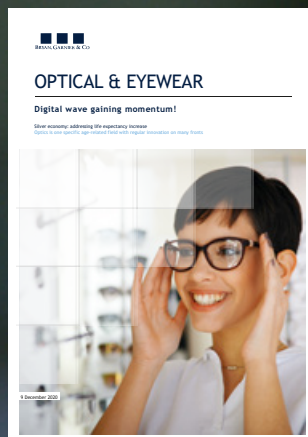 BRYAN, GARNIER & CO
OPTICAL & EYEWEAR
Digital wave gaining momentum!
Silver economy: addressing life expectancy increase
Optics is one specific age-related field with regular innovation on many fronts
9 December 2020